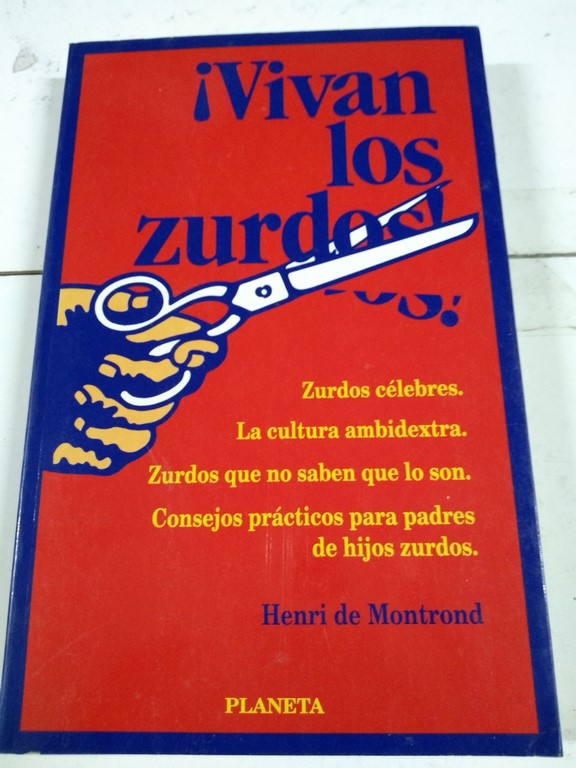 ¡Vivan
los
zurdos!
Zurdos célebres.
La cultura ambidextra.
Zurdos que no saben que lo son.
Consejos prácticos para padres
de hijos zurdos.
Henri de Montrond
PLANETA